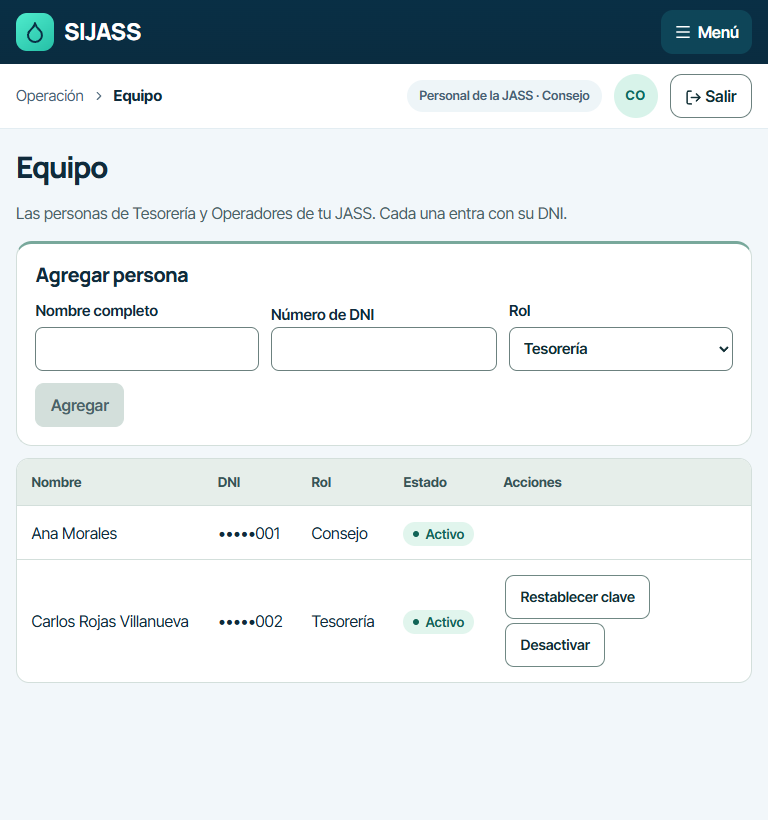 SIJASS
Menú
Operación > Equipo
Personal de la JASS · Consejo
CO
Salir
Equipo
Las personas de Tesorería y Operadores de tu JASS. Cada una entra con su DNI.
Agregar persona
Nombre completo
Número de DNI
Rol
Tesorería
Agregar
Nombre DNI Rol Estado Acciones
Ana Morales •••••001 Consejo Activo
Carlos Rojas Villanueva •••••002 Tesorería Activo
Restablecer clave
Desactivar